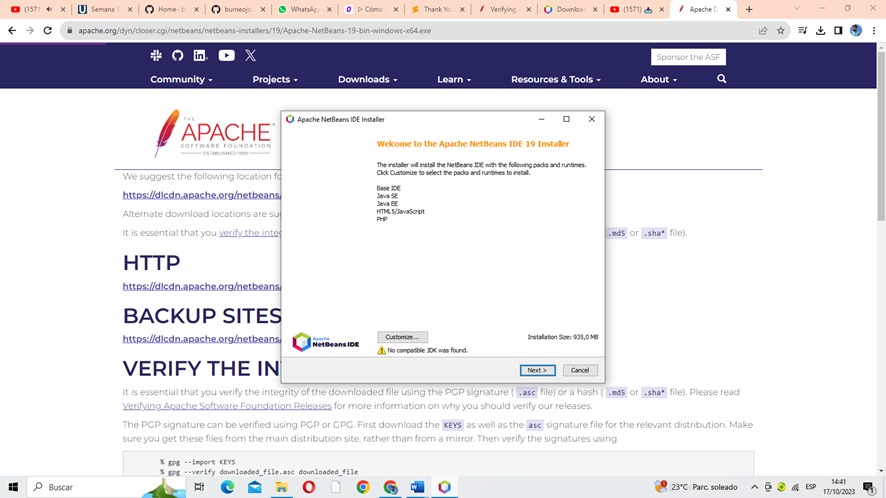 (1571)
Semana 1
Home - b
burneojin
WhatsApp
¿Cómo
Thank You
Verifying
Download
(1571)
Apache D
apache.org/dyn/closer.cgi/netbeans/netbeans-installers/19/Apache-NetBeans-19-bin-windows-x64.exe
Sponsor the ASF
Community Projects Downloads Learn Resources & Tools About
THE
APACHE
SOFTWARE FOUNDATION
ESTABLISHED 1999
We suggest the following location fo
https://dlcdn.apache.org/netbeans/
Alternate download locations are su
It is essential that you verify the integ .md5 or .sha* file).
HTTP
https://dlcdn.apache.org/netbeans/
BACKUP SITES
https://dlcdn.apache.org/netbeans/
VERIFY THE IN
Apache NetBeans IDE Installer
Welcome to the Apache NetBeans IDE 19 Installer
The installer will install the NetBeans IDE with the following packs and runtimes.
Click Customize to select the packs and runtimes to install.
Base IDE
Java SE
Java EE
HTML5/JavaScript
PHP
Apache
NetBeans IDE
Customize...
Installation Size: 935,0 MB
No compatible JDK was found.
Next >
Cancel
It is essential that you verify the integrity of the downloaded file using the PGP signature ( .asc file) or a hash ( .md5 or .sha* file). Please read
Verifying Apache Software Foundation Releases for more information on why you should verify our releases.
The PGP signature can be verified using PGP or GPG. First download the KEYS as well as the asc signature file for the relevant distribution. Make
sure you get these files from the main distribution site, rather than from a mirror. Then verify the signatures using
% gpg --import KEYS
% gpg --verify downloaded_file.asc downloaded_file
Buscar
23°C Parc. soleado
ESP
14:41
17/10/2023